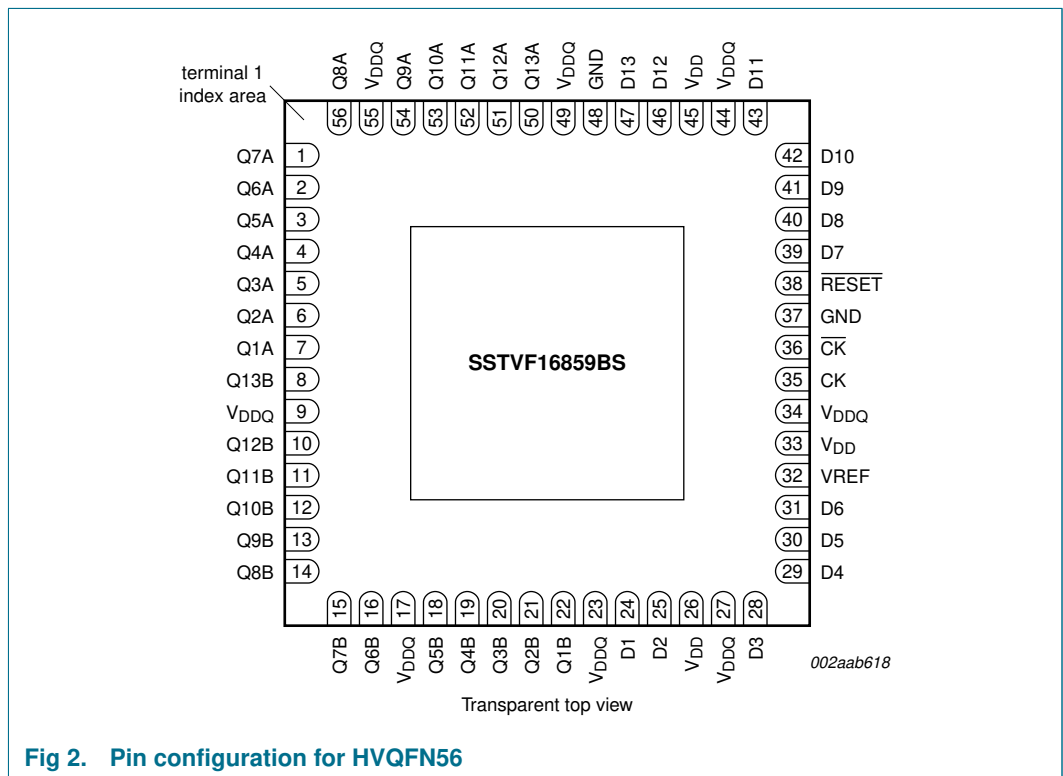 terminal 1
index area
Q8A
VDDQ
Q9A
Q10A
Q11A
Q12A
Q13A
VDDQ
GND
D13
D12
VDD
VDDQ
D11
56 55 54 53 52 51 50 49 48 47 46 45 44 43
Q7A 1 42 D10
Q6A 2 41 D9
Q5A 3 40 D8
Q4A 4 39 D7
Q3A 5 38 RESET
Q2A 6 37 GND
Q1A 7 36 CK
SSTVF16859BS
Q13B 8 35 CK
VDDQ 9 34 VDDQ
Q12B 10 33 VDD
Q11B 11 32 VREF
Q10B 12 31 D6
Q9B 13 30 D5
Q8B 14 29 D4
15 16 17 18 19 20 21 22 23 24 25 26 27 28
Q7B
Q6B
VDDQ
Q5B
Q4B
Q3B
Q2B
Q1B
VDDQ
D1
D2
VDD
VDDQ
D3
002aab618
Transparent top view
Fig 2. Pin configuration for HVQFN56